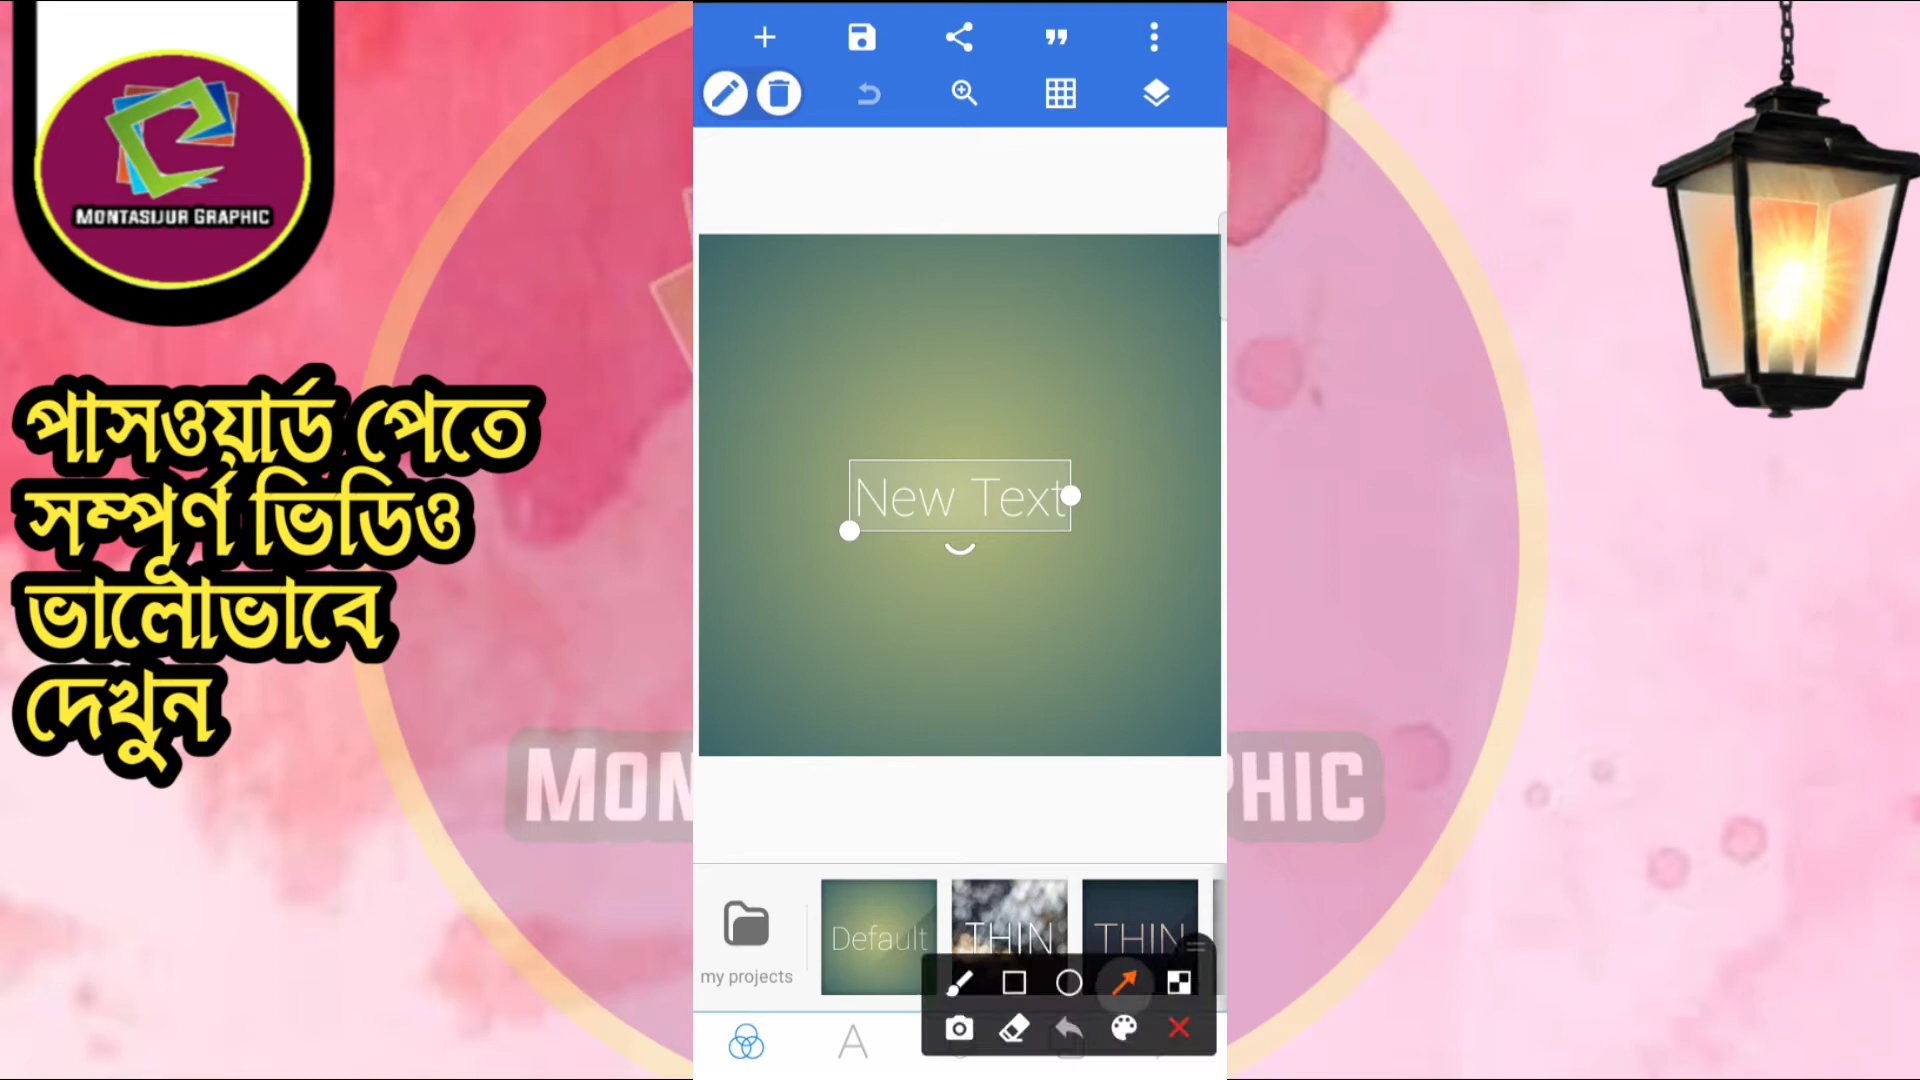 MONTASIJUR GRAPHIC
পাসওয়ার্ড পেতে
সম্পূর্ণ ভিডিও
ভালোভাবে
দেখুন
New Text
MON
PHIC
my projects
Default
THIN
THIN
A